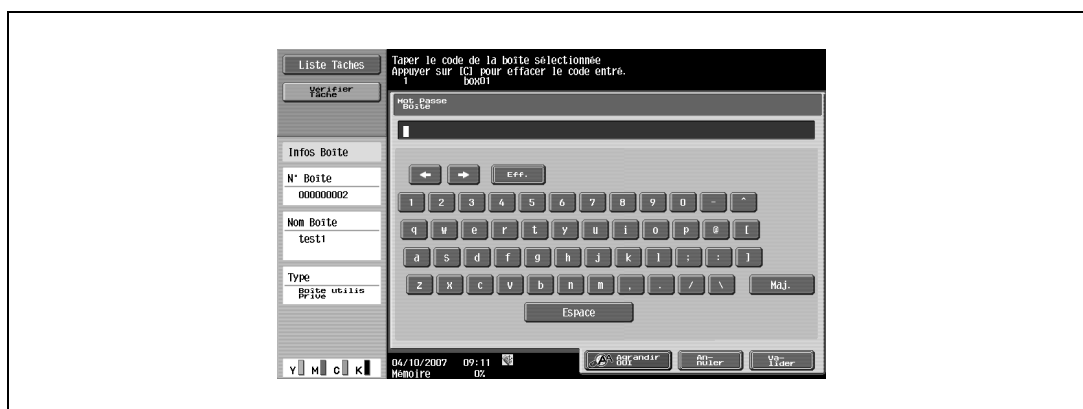 Liste Tâches
Vérifier
Tâche
Taper le code de la boîte sélectionnée
Appuyer sur [C] pour effacer le code entré.
1 box01
Mot Passe
Boîte
Infos Boîte
N° Boîte
000000002
Nom Boîte
test1
Type
Boîte utilis
Privé
← → Eff.
1 2 3 4 5 6 7 8 9 0 - ^
q w e r t y u i o p @ [
a s d f g h j k l ; : ]
z x c v b n m , . / \ Maj.
Espace
Y M C K
04/10/2007 09:11
Mémoire 0%
Agrandir
OUI
An-
nuler
Va-
lider